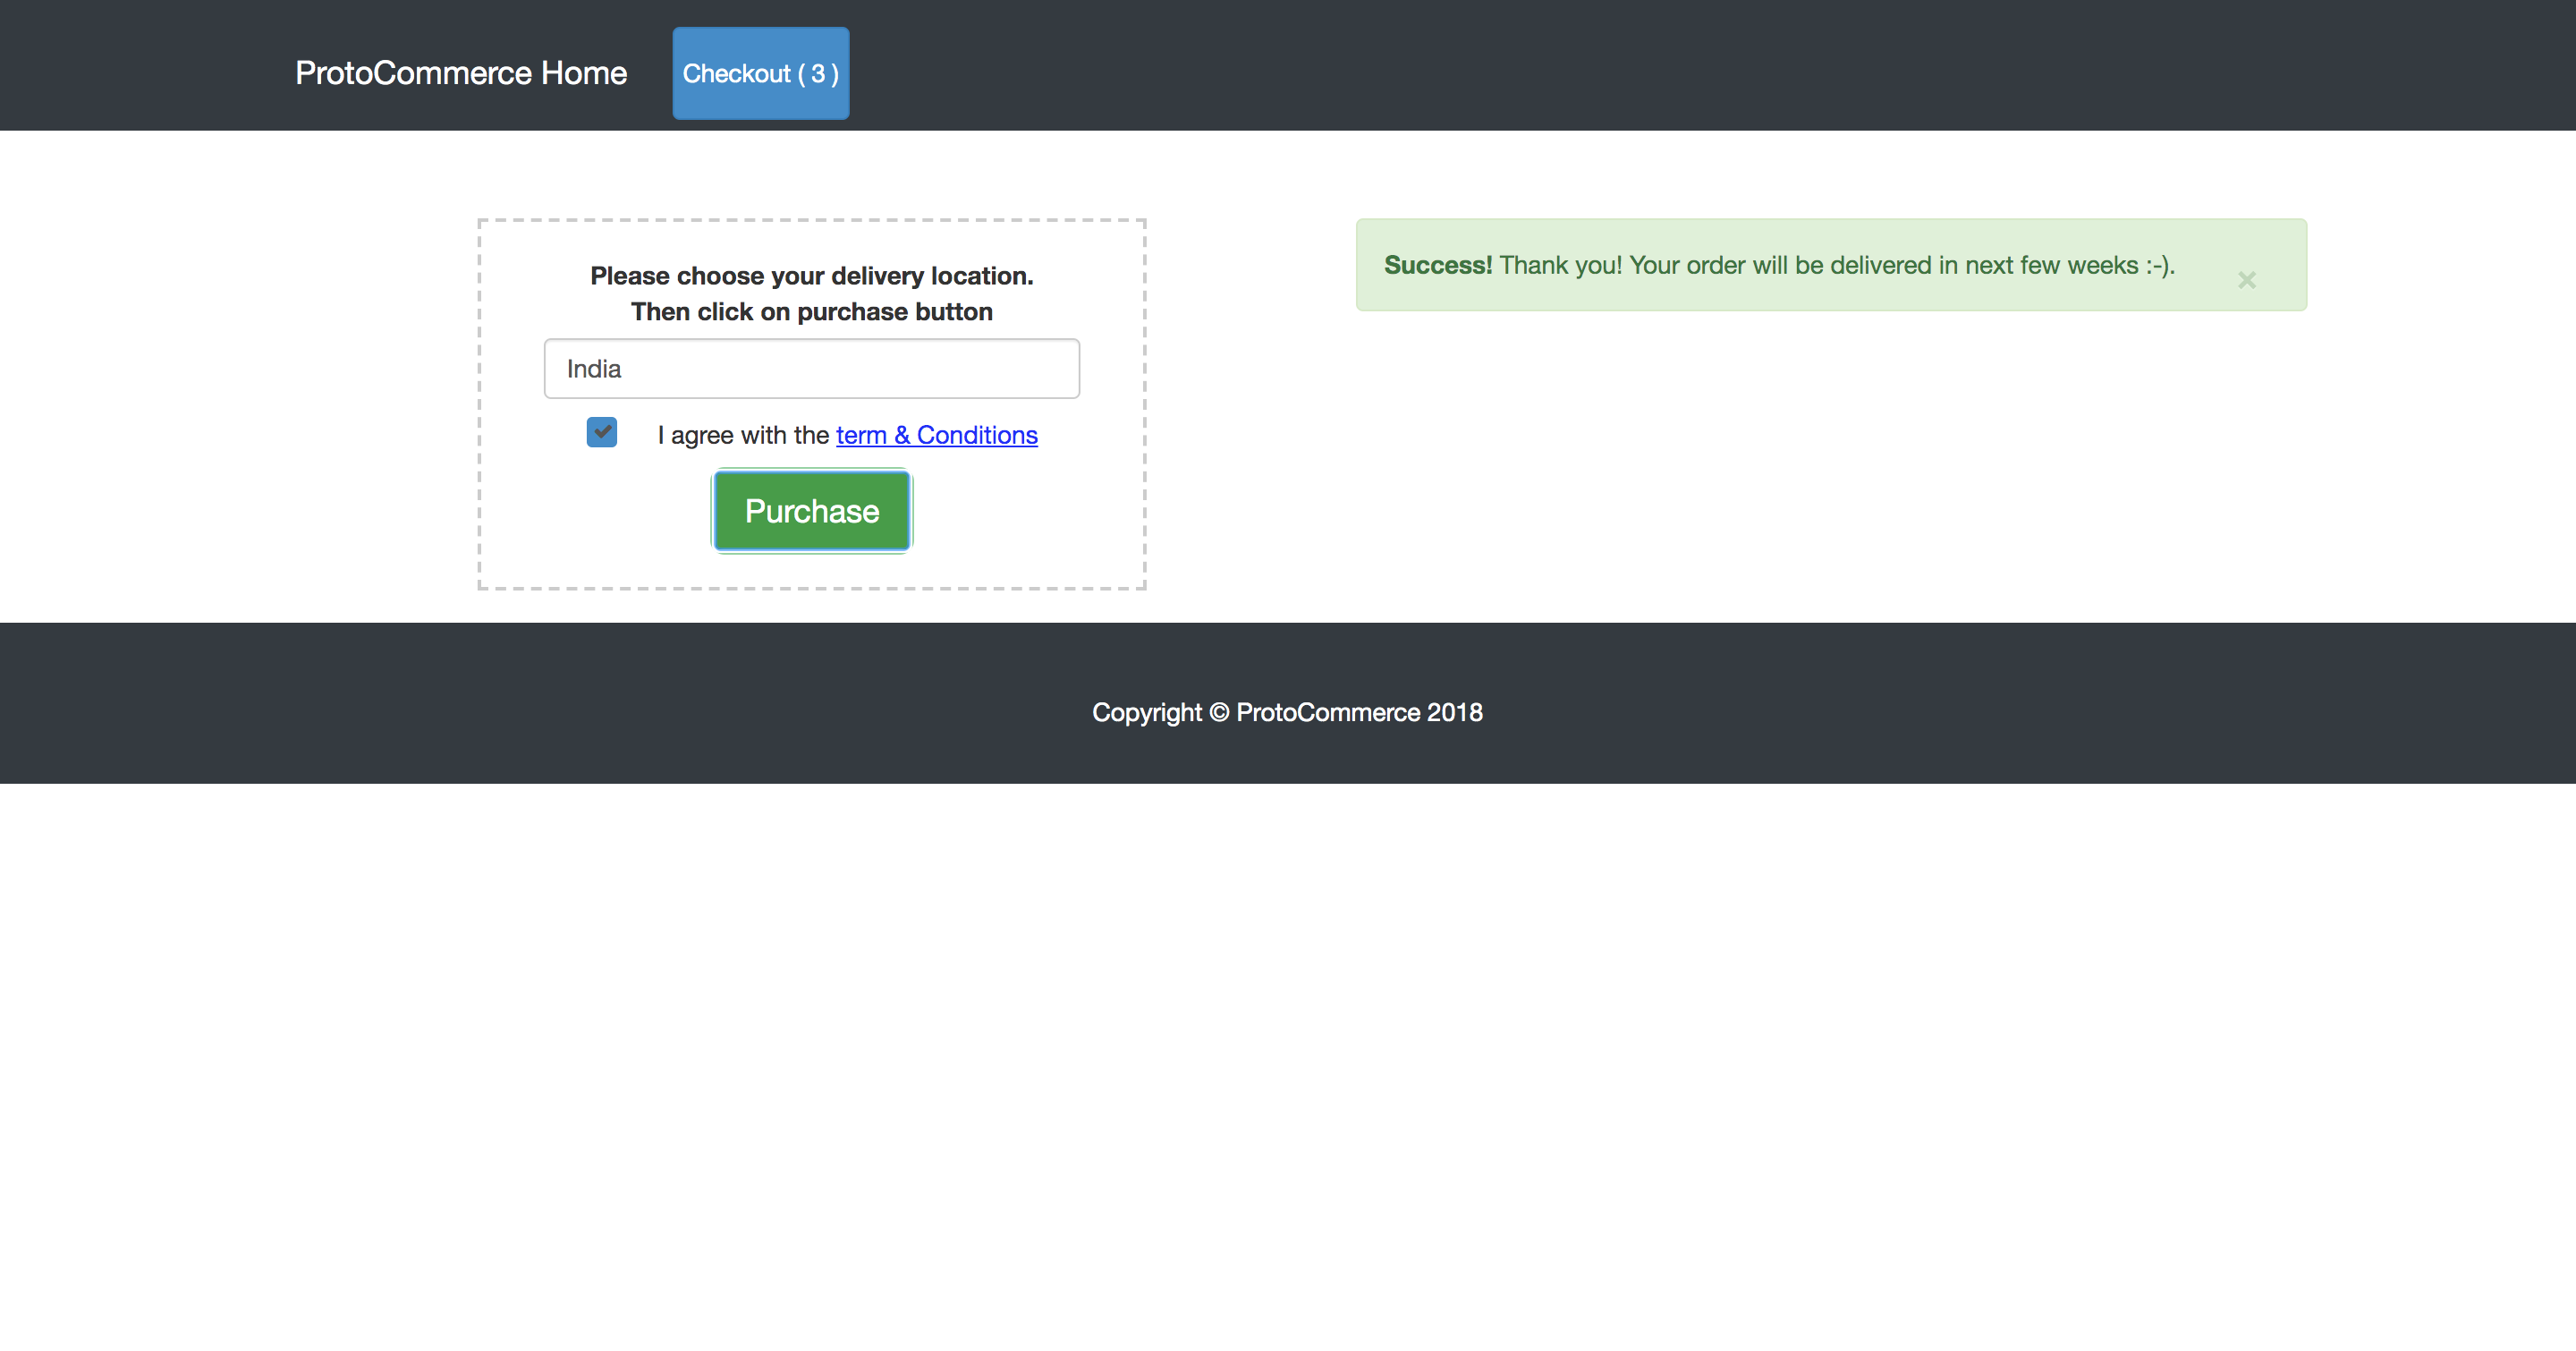 ProtoCommerce Home
Checkout ( 3 )
Please choose your delivery location.
Then click on purchase button
India
I agree with the term & Conditions
Purchase
Success! Thank you! Your order will be delivered in next few weeks :-).
×
Copyright © ProtoCommerce 2018